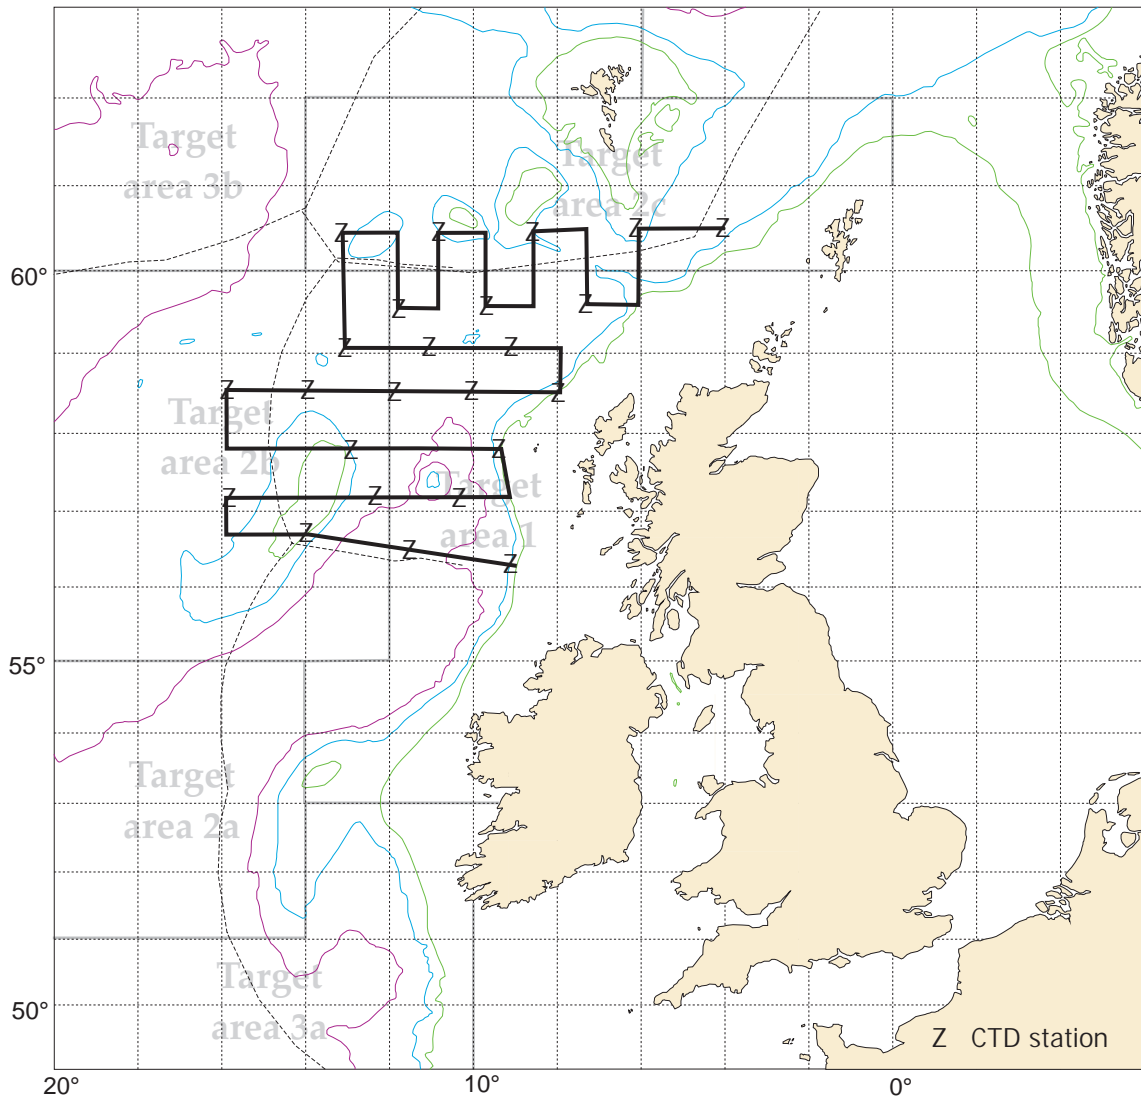 Target
area 3b
Target
area 2c
Z
Z
Z
Z
Z
60°
Z
Z
Z
Z
Z
Z
Z
Z
Z
Z
Z
Target
area 2b
Z
Z
Target
area 1
Z
Z
Z
Z
Z
Z
55°
Target
area 2a
Target
area 3a
50°
Z CTD station
20°
10°
0°